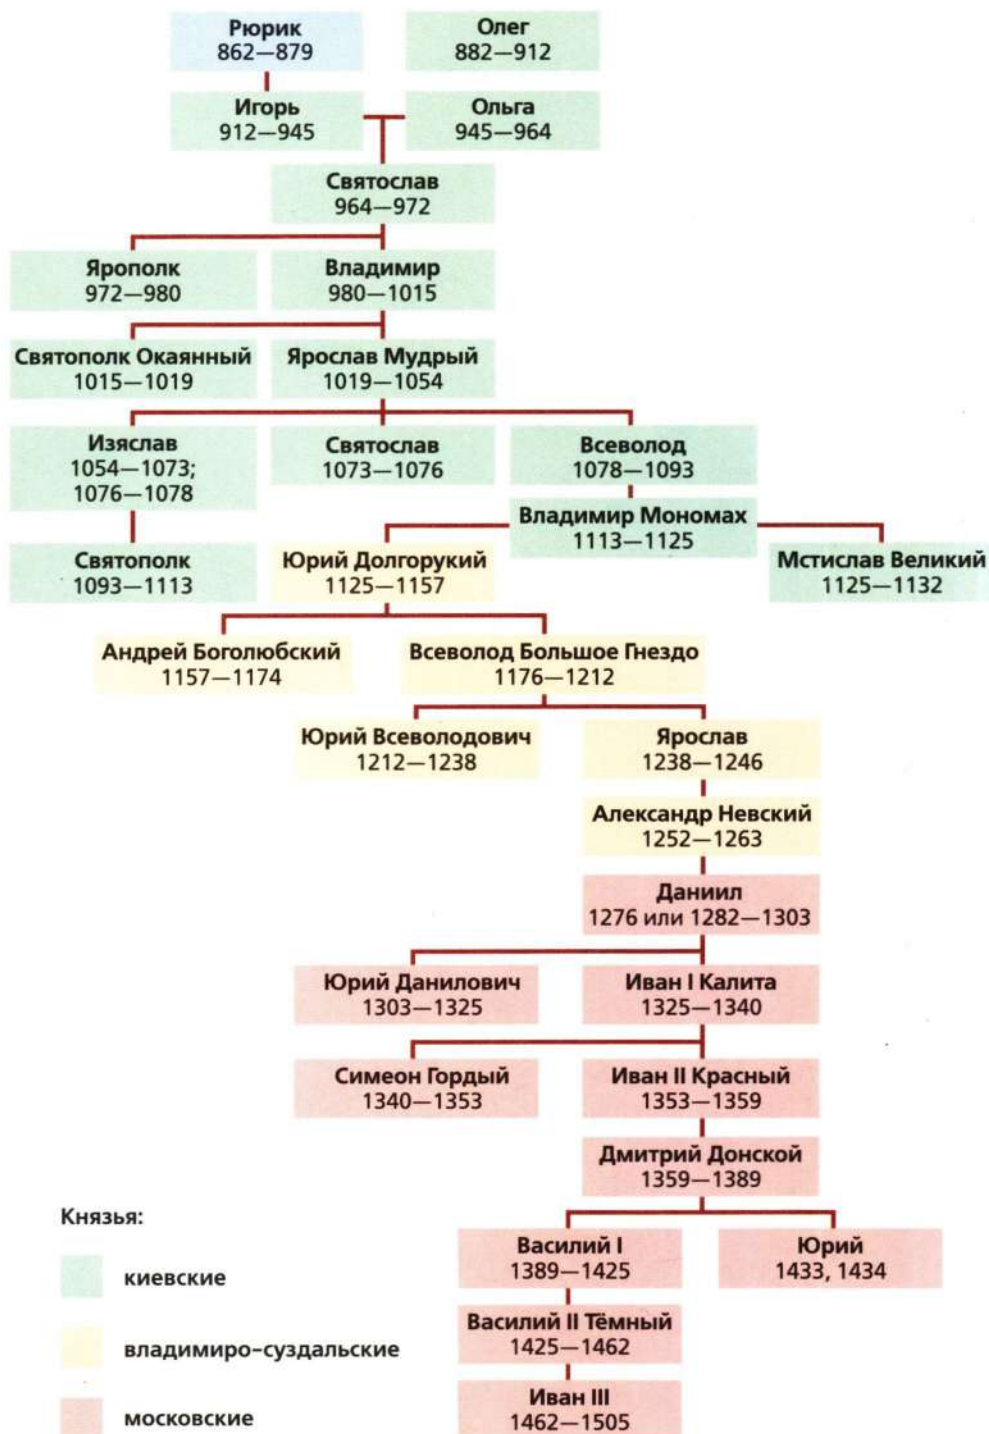 Рюрик
862—879
Олег
882—912
Игорь
912—945
Ольга
945—964
Святослав
964—972
Ярополк
972—980
Владимир
980—1015
Святополк Окаянный
1015—1019
Ярослав Мудрый
1019—1054
Изяслав
1054—1073;
1076—1078
Святослав
1073—1076
Всеволод
1078—1093
Владимир Мономах
1113—1125
Святополк
1093—1113
Юрий Долгорукий
1125—1157
Мстислав Великий
1125—1132
Андрей Боголюбский
1157—1174
Всеволод Большое Гнездо
1176—1212
Юрий Всеволодович
1212—1238
Ярослав
1238—1246
Александр Невский
1252—1263
Даниил
1276 или 1282—1303
Юрий Данилович
1303—1325
Иван I Калита
1325—1340
Симеон Гордый
1340—1353
Иван II Красный
1353—1359
Дмитрий Донской
1359—1389
Василий I
1389—1425
Юрий
1433, 1434
Василий II Тёмный
1425—1462
Иван III
1462—1505
Князья:
киевские
владимиро-суздальские
московские